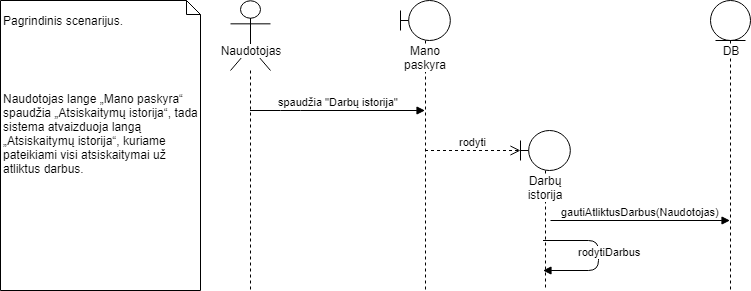 Pagrindinis scenarijus.
Naudotojas lange „Mano paskyra“
spaudžia „Atsiskaitymų istorija“, tada
sistema atvaizduoja langą
„Atsiskaitymų istorija“, kuriame
pateikiami visi atsiskaitymai už
atliktus darbus.
Naudotojas
Mano
paskyra
DB
spaudžia "Darbų istorija"
rodyti
Darbų
istorija
gautiAtliktusDarbus(Naudotojas)
rodytiDarbus